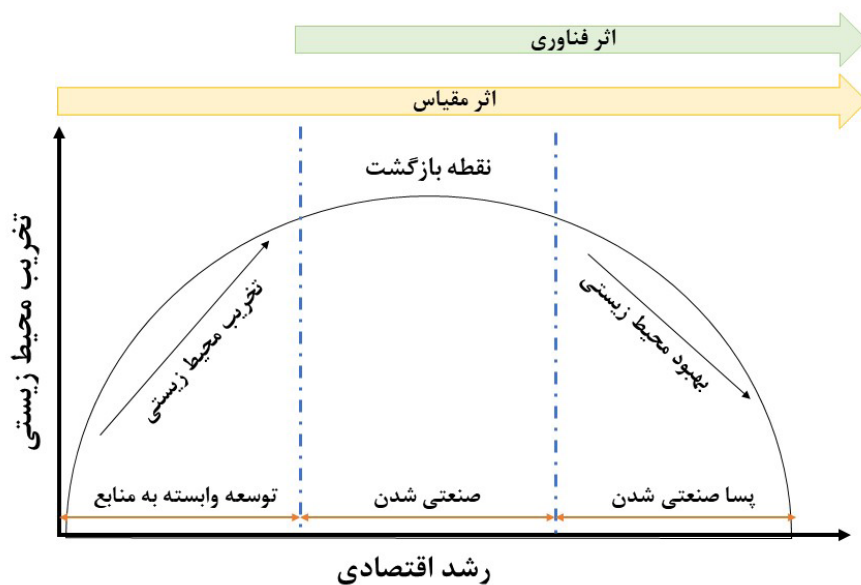 اثر فناوری
اثر مقیاس
نقطه بازگشت
تخریب محیط زیستی
تخریب محیط زیستی
بهبود محیط زیستی
توسعه وابسته به منابع
صنعتی شدن
پسا صنعتی شدن
رشد اقتصادی